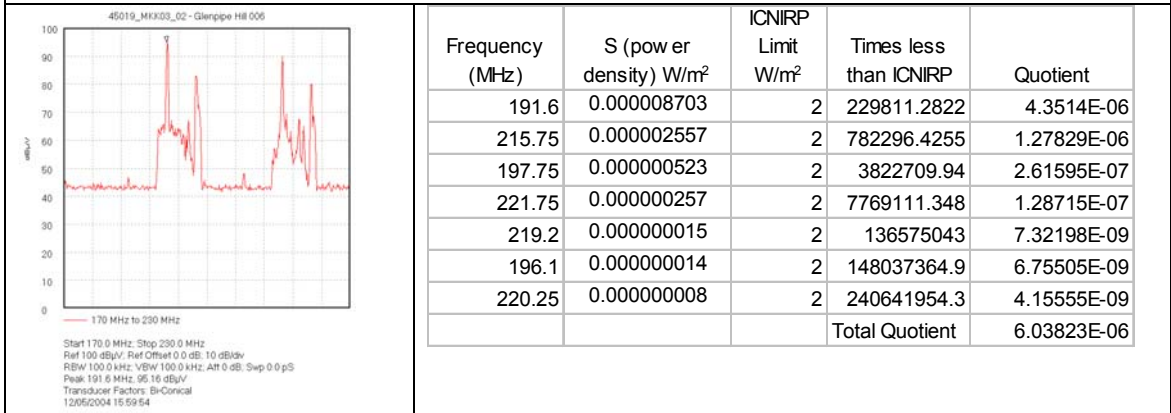 45019_MKK03_02 - Glenpipe Hill 006
100
90
80
70
60
50
40
30
20
10
0
dBµV
170 MHz to 230 MHz
Start 170.0 MHz; Stop 230.0 MHz
Ref 100 dBµV; Ref Offset 0.0 dB; 10 dB/div
RBW 100.0 kHz; VBW 100.0 kHz; Att 0 dB; Swp 0.0 pS
Peak 191.6 MHz, 95.16 dBµV
Transducer Factors: Bi-Conical
12/05/2004 15:59:54
Frequency (MHz) S (pow er density) W/m² ICNIRP Limit W/m² Times less than ICNIRP Quotient
191.6 0.000008703 2 229811.2822 4.3514E-06
215.75 0.000002557 2 782296.4255 1.27829E-06
197.75 0.000000523 2 3822709.94 2.61595E-07
221.75 0.000000257 2 7769111.348 1.28715E-07
219.2 0.000000015 2 136575043 7.32198E-09
196.1 0.000000014 2 148037364.9 6.75505E-09
220.25 0.000000008 2 240641954.3 4.15555E-09
Total Quotient 6.03823E-06